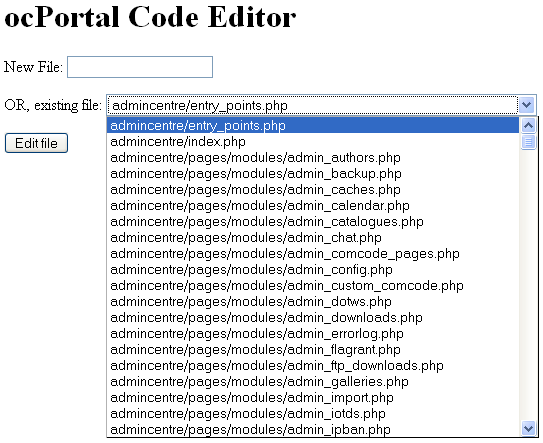 ocPortal Code Editor
New File:
OR, existing file: admincentre/entry_points.php
admincentre/entry_points.php
Edit file
admincentre/index.php
admincentre/pages/modules/admin_authors.php
admincentre/pages/modules/admin_backup.php
admincentre/pages/modules/admin_caches.php
admincentre/pages/modules/admin_calendar.php
admincentre/pages/modules/admin_catalogues.php
admincentre/pages/modules/admin_chat.php
admincentre/pages/modules/admin_comcode_pages.php
admincentre/pages/modules/admin_config.php
admincentre/pages/modules/admin_custom_comcode.php
admincentre/pages/modules/admin_dotws.php
admincentre/pages/modules/admin_downloads.php
admincentre/pages/modules/admin_errorlog.php
admincentre/pages/modules/admin_flagrant.php
admincentre/pages/modules/admin_ftp_downloads.php
admincentre/pages/modules/admin_galleries.php
admincentre/pages/modules/admin_import.php
admincentre/pages/modules/admin_iotds.php
admincentre/pages/modules/admin_ipban.php